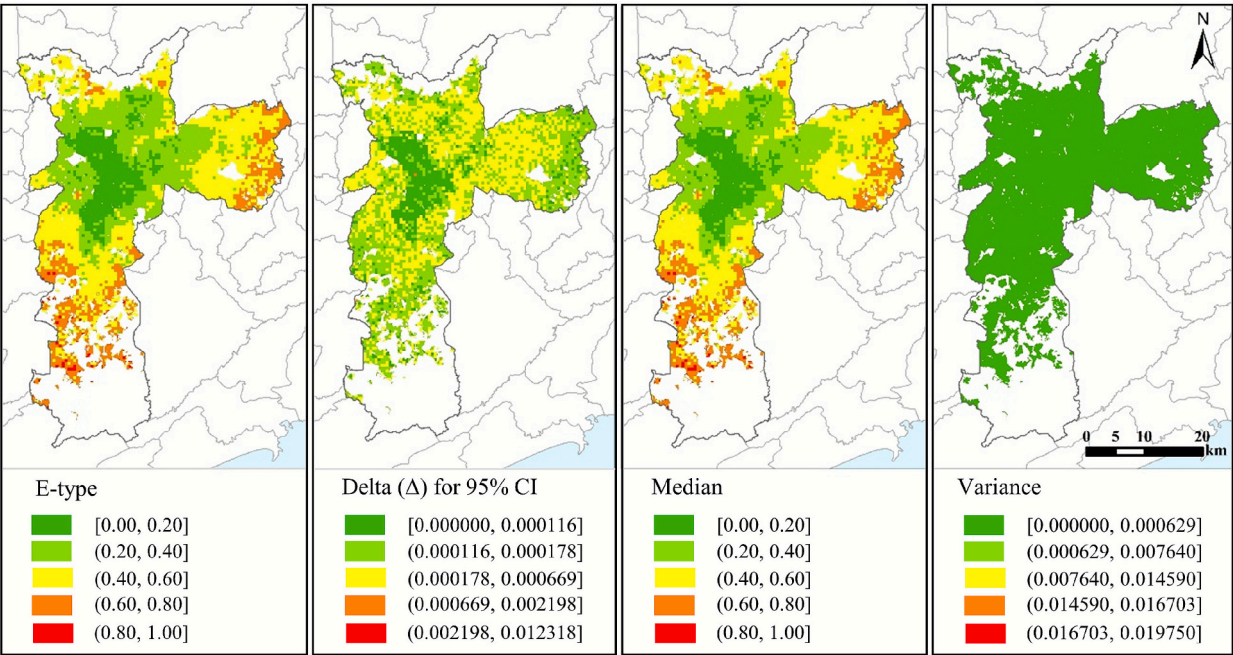 N
0 5 10 20
km
E-type
[0.00, 0.20]
(0.20, 0.40]
(0.40, 0.60]
(0.60, 0.80]
(0.80, 1.00]
Delta (Δ) for 95% CI
[0.000000, 0.000116]
(0.000116, 0.000178]
(0.000178, 0.000669]
(0.000669, 0.002198]
(0.002198, 0.012318]
Median
[0.00, 0.20]
(0.20, 0.40]
(0.40, 0.60]
(0.60, 0.80]
(0.80, 1.00]
Variance
[0.000000, 0.000629]
(0.000629, 0.007640]
(0.007640, 0.014590]
(0.014590, 0.016703]
(0.016703, 0.019750]